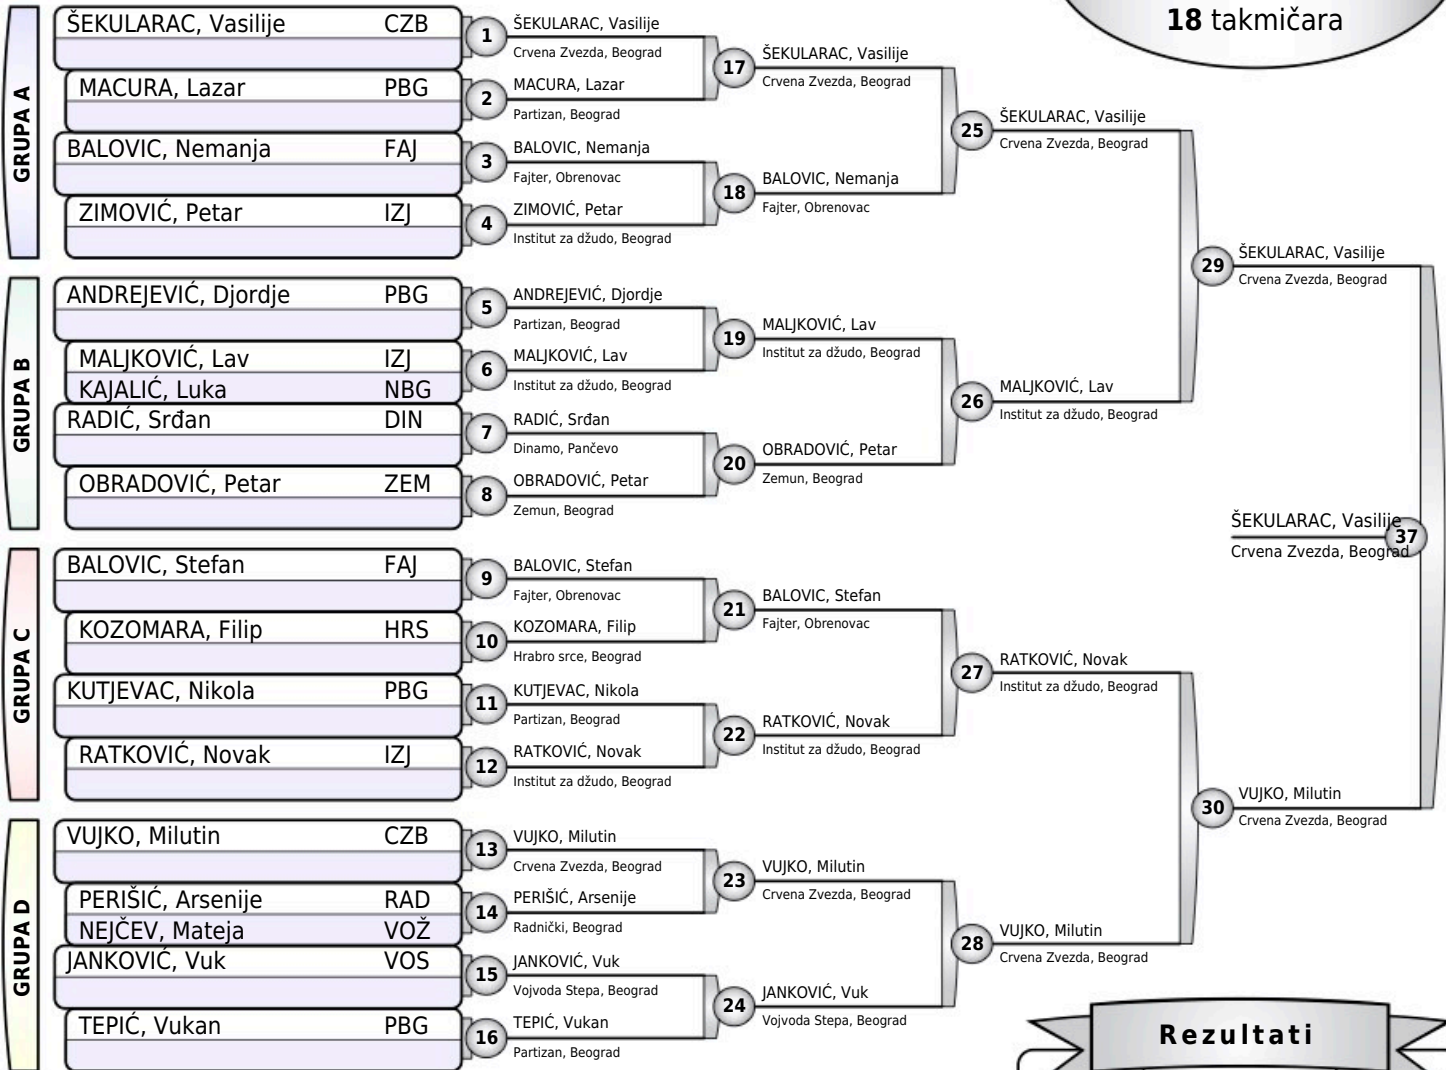 18 takmičara
GRUPA A
ŠEKULARAC, Vasilije CZB
MACURA, Lazar PBG
BALOVIC, Nemanja FAJ
ZIMOVIĆ, Petar IZJ
GRUPA B
ANDREJEVIĆ, Djordje PBG
MALJKOVIĆ, Lav IZJ
KAJALIĆ, Luka NBG
RADIĆ, Srđan DIN
OBRADOVIĆ, Petar ZEM
GRUPA C
BALOVIC, Stefan FAJ
KOZOMARA, Filip HRS
KUTJEVAC, Nikola PBG
RATKOVIĆ, Novak IZJ
GRUPA D
VUJKO, Milutin CZB
PERIŠIĆ, Arsenije RAD
NEJČEV, Mateja VOŽ
JANKOVIĆ, Vuk VOS
TEPIĆ, Vukan PBG
1 ŠEKULARAC, Vasilije
Crvena Zvezda, Beograd
2 MACURA, Lazar
Partizan, Beograd
3 BALOVIC, Nemanja
Fajter, Obrenovac
4 ZIMOVIĆ, Petar
Institut za džudo, Beograd
5 ANDREJEVIĆ, Djordje
Partizan, Beograd
6 MALJKOVIĆ, Lav
Institut za džudo, Beograd
7 RADIĆ, Srđan
Dinamo, Pančevo
8 OBRADOVIĆ, Petar
Zemun, Beograd
9 BALOVIC, Stefan
Fajter, Obrenovac
10 KOZOMARA, Filip
Hrabro srce, Beograd
11 KUTJEVAC, Nikola
Partizan, Beograd
12 RATKOVIĆ, Novak
Institut za džudo, Beograd
13 VUJKO, Milutin
Crvena Zvezda, Beograd
14 PERIŠIĆ, Arsenije
Radnički, Beograd
15 JANKOVIĆ, Vuk
Vojvoda Stepa, Beograd
16 TEPIĆ, Vukan
Partizan, Beograd
17 ŠEKULARAC, Vasilije
Crvena Zvezda, Beograd
18 BALOVIC, Nemanja
Fajter, Obrenovac
19 MALJKOVIĆ, Lav
Institut za džudo, Beograd
20 OBRADOVIĆ, Petar
Zemun, Beograd
21 BALOVIC, Stefan
Fajter, Obrenovac
22 RATKOVIĆ, Novak
Institut za džudo, Beograd
23 VUJKO, Milutin
Crvena Zvezda, Beograd
24 JANKOVIĆ, Vuk
Vojvoda Stepa, Beograd
25 ŠEKULARAC, Vasilije
Crvena Zvezda, Beograd
26 MALJKOVIĆ, Lav
Institut za džudo, Beograd
27 RATKOVIĆ, Novak
Institut za džudo, Beograd
28 VUJKO, Milutin
Crvena Zvezda, Beograd
29 ŠEKULARAC, Vasilije
Crvena Zvezda, Beograd
30 VUJKO, Milutin
Crvena Zvezda, Beograd
ŠEKULARAC, Vasilije 37
Crvena Zvezda, Beograd
Rezultati